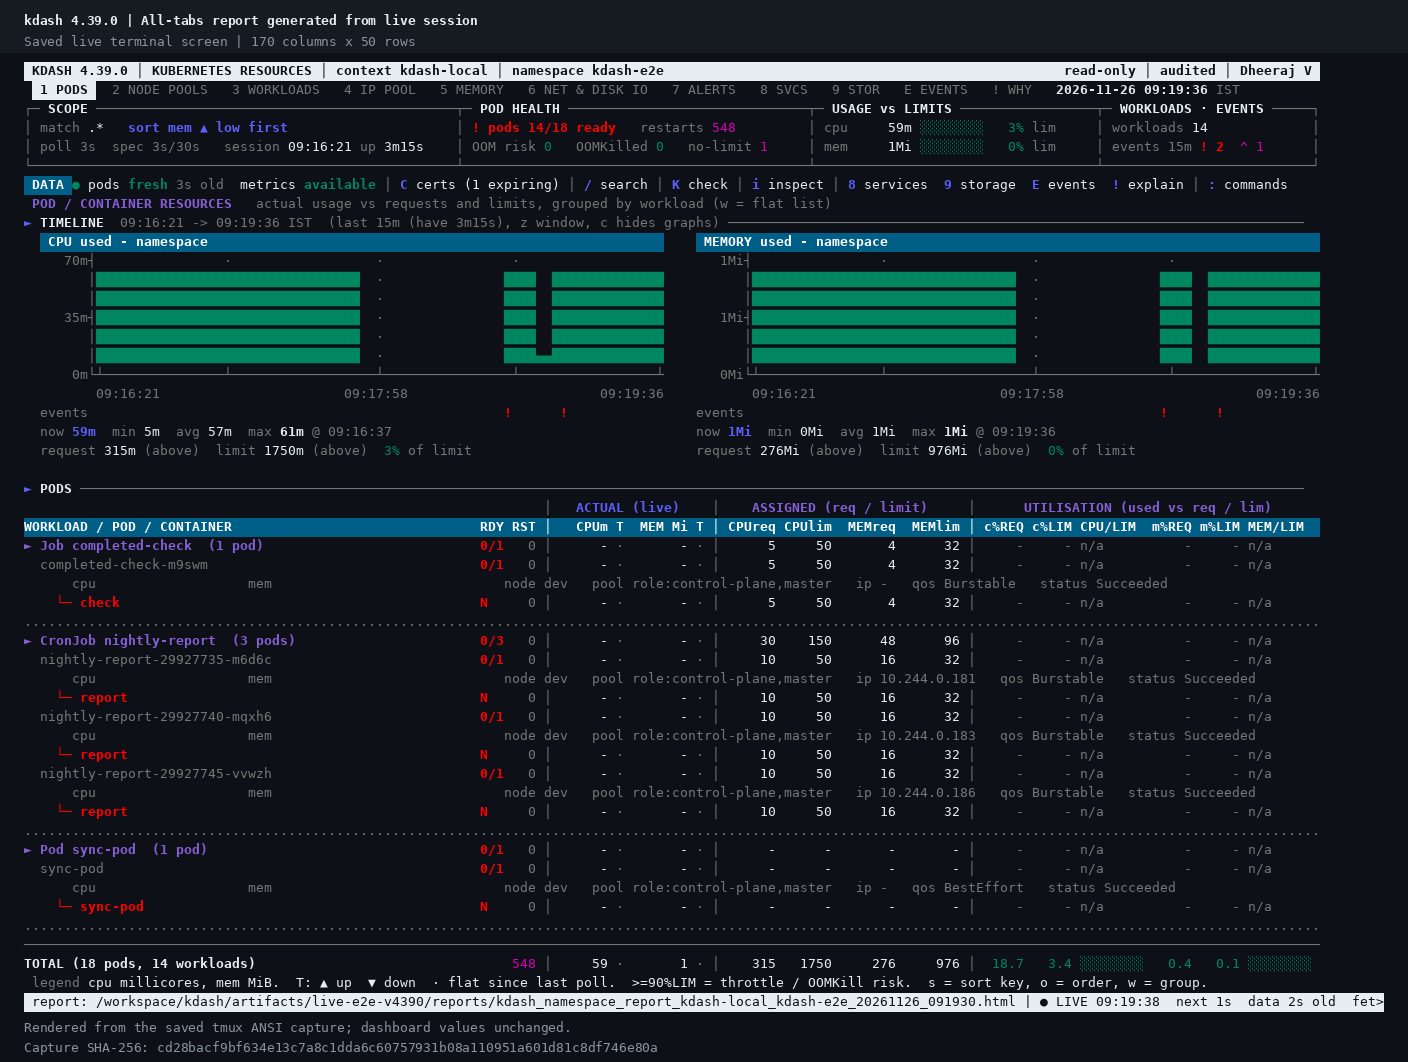 kdash 4.39.0 | All-tabs report generated from live session
Saved live terminal screen | 170 columns x 50 rows
KDASH 4.39.0 │ KUBERNETES RESOURCES │ context kdash-local │ namespace kdash-e2e read-only │ audited │ Dheeraj V
1 PODS 2 NODE POOLS 3 WORKLOADS 4 IP POOL 5 MEMORY 6 NET & DISK IO 7 ALERTS 8 SVCS 9 STOR E EVENTS ! WHY 2026-11-26 09:19:36 IST
SCOPE POD HEALTH USAGE vs LIMITS WORKLOADS · EVENTS
match .* sort mem ▲ low first │ ! pods 14/18 ready restarts 548 │ cpu 59m ░░░░░░░░ 3% lim │ workloads 14
poll 3s spec 3s/30s session 09:16:21 up 3m15s │ OOM risk 0 OOMKilled 0 no-limit 1 │ mem 1Mi ░░░░░░░░ 0% lim │ events 15m ! 2 ^ 1
DATA ● pods fresh 3s old metrics available │ C certs (1 expiring) │ / search │ K check │ i inspect │ 8 services 9 storage E events ! explain │ : commands
POD / CONTAINER RESOURCES actual usage vs requests and limits, grouped by workload (w = flat list)
► TIMELINE 09:16:21 -> 09:19:36 IST (last 15m (have 3m15s), z window, c hides graphs)
CPU used - namespace MEMORY used - namespace
70m 1Mi
35m 1Mi
0m 0Mi
09:16:21 09:17:58 09:19:36 09:16:21 09:17:58 09:19:36
events ! ! events ! !
now 59m min 5m avg 57m max 61m @ 09:16:37 now 1Mi min 0Mi avg 1Mi max 1Mi @ 09:19:36
request 315m (above) limit 1750m (above) 3% of limit request 276Mi (above) limit 976Mi (above) 0% of limit
► PODS
│ ACTUAL (live) │ ASSIGNED (req / limit) │ UTILISATION (used vs req / lim)
WORKLOAD / POD / CONTAINER RDY RST │ CPUm T MEM Mi T │ CPUreq CPUlim MEMreq MEMlim │ c%REQ c%LIM CPU/LIM m%REQ m%LIM MEM/LIM
► Job completed-check (1 pod) 0/1 0 │ - · - · │ 5 50 4 32 │ - - n/a - - n/a
completed-check-m9swm 0/1 0 │ - · - · │ 5 50 4 32 │ - - n/a - - n/a
cpu mem node dev pool role:control-plane,master ip - qos Burstable status Succeeded
└─ check N 0 │ - · - · │ 5 50 4 32 │ - - n/a - - n/a
► CronJob nightly-report (3 pods) 0/3 0 │ - · - · │ 30 150 48 96 │ - - n/a - - n/a
nightly-report-29927735-m6d6c 0/1 0 │ - · - · │ 10 50 16 32 │ - - n/a - - n/a
cpu mem node dev pool role:control-plane,master ip 10.244.0.181 qos Burstable status Succeeded
└─ report N 0 │ - · - · │ 10 50 16 32 │ - - n/a - - n/a
nightly-report-29927740-mqxh6 0/1 0 │ - · - · │ 10 50 16 32 │ - - n/a - - n/a
cpu mem node dev pool role:control-plane,master ip 10.244.0.183 qos Burstable status Succeeded
└─ report N 0 │ - · - · │ 10 50 16 32 │ - - n/a - - n/a
nightly-report-29927745-vvwzh 0/1 0 │ - · - · │ 10 50 16 32 │ - - n/a - - n/a
cpu mem node dev pool role:control-plane,master ip 10.244.0.186 qos Burstable status Succeeded
└─ report N 0 │ - · - · │ 10 50 16 32 │ - - n/a - - n/a
► Pod sync-pod (1 pod) 0/1 0 │ - · - · │ - - - - │ - - n/a - - n/a
sync-pod 0/1 0 │ - · - · │ - - - - │ - - n/a - - n/a
cpu mem node dev pool role:control-plane,master ip - qos BestEffort status Succeeded
└─ sync-pod N 0 │ - · - · │ - - - - │ - - n/a - - n/a
TOTAL (18 pods, 14 workloads) 548 │ 59 · 1 · │ 315 1750 276 976 │ 18.7 3.4 ░░░░░░░░ 0.4 0.1 ░░░░░░░░
legend cpu millicores, mem MiB. T: ▲ up ▼ down · flat since last poll. >=90%LIM = throttle / OOMKill risk. s = sort key, o = order, w = group.
report: /workspace/kdash/artifacts/live-e2e-v4390/reports/kdash_namespace_report_kdash-local_kdash-e2e_20261126_091930.html | ● LIVE 09:19:38 next 1s data 2s old fet>
Rendered from the saved tmux ANSI capture; dashboard values unchanged.
Capture SHA-256: cd28bacf9bf634e13c7a8c1dda6c60757931b08a110951a601d81c8df746e80a